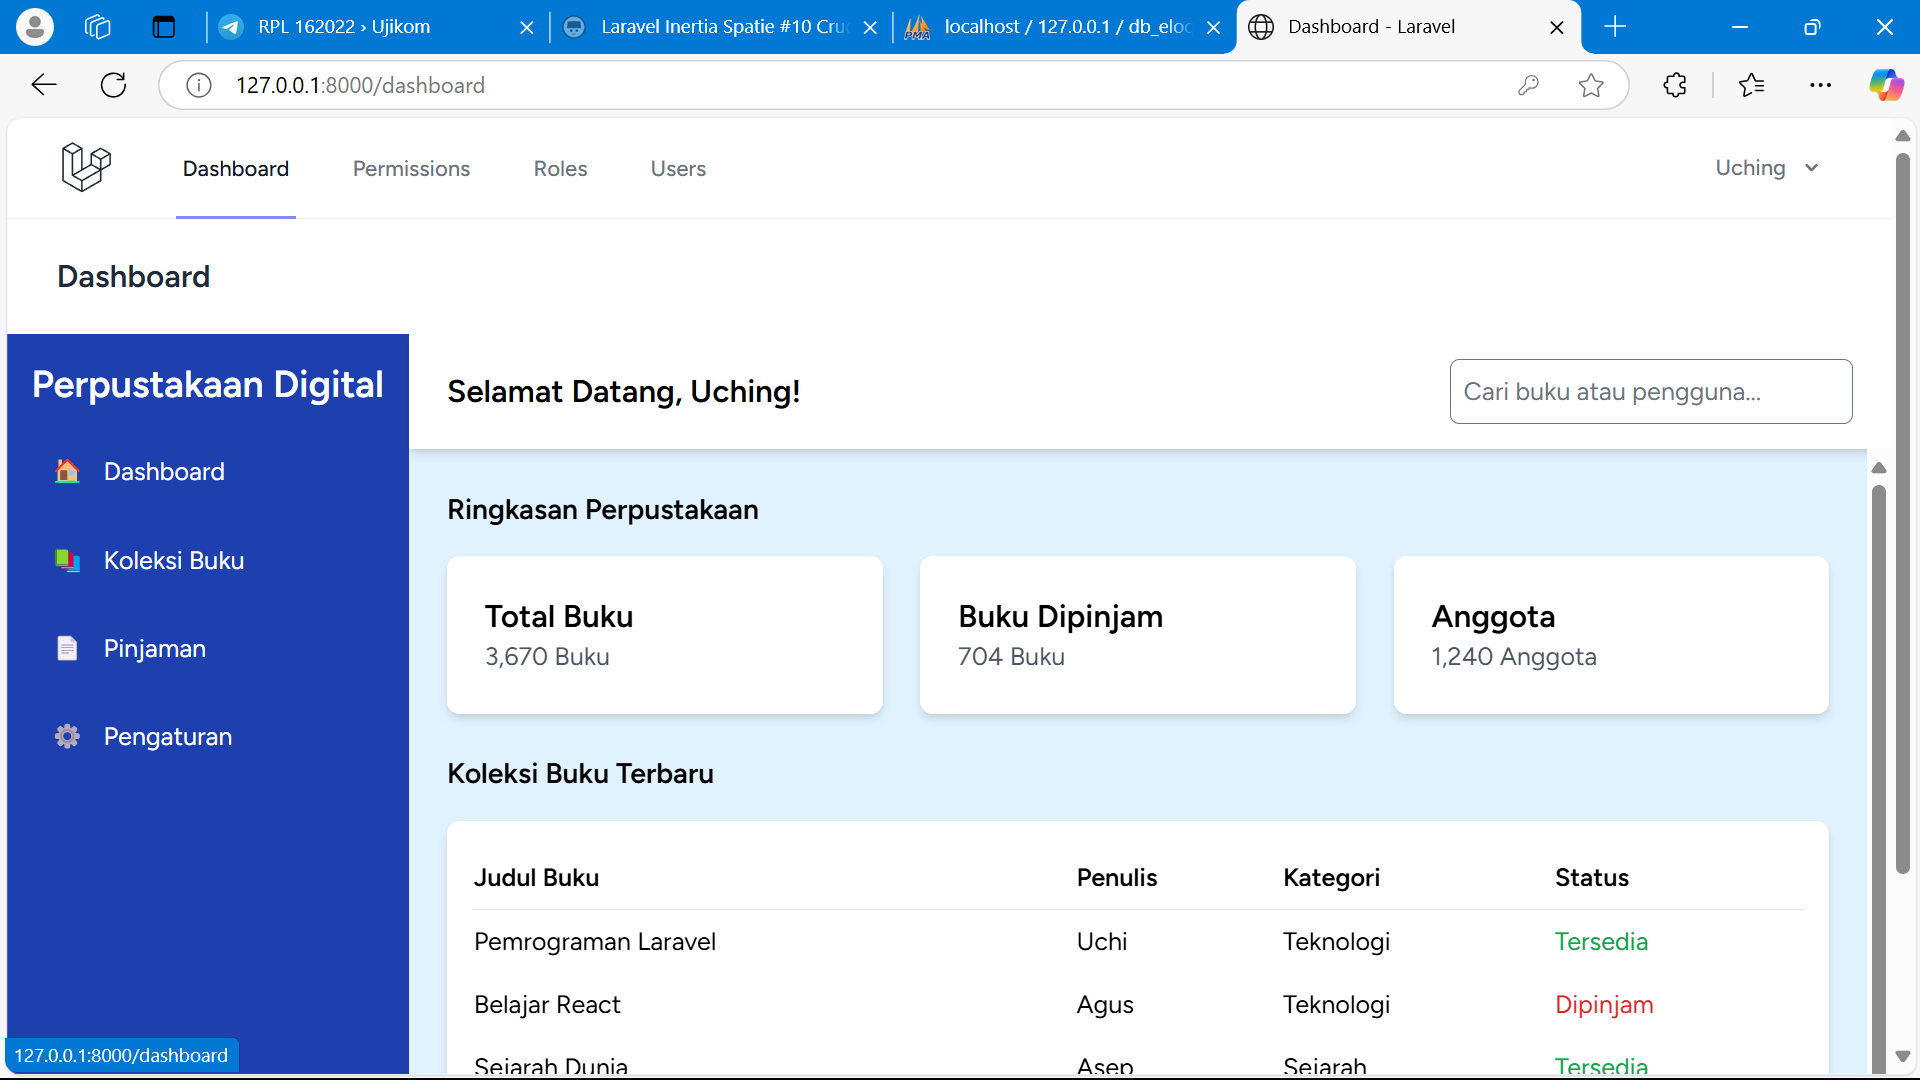 RPL 162022 › Ujikom
Laravel Inertia Spatie #10 Cru
localhost / 127.0.0.1 / db_eloq
Dashboard - Laravel
127.0.0.1:8000/dashboard
Dashboard
Permissions
Roles
Users
Uching
Dashboard
Perpustakaan Digital
Dashboard
Koleksi Buku
Pinjaman
Pengaturan
Selamat Datang, Uching!
Cari buku atau pengguna...
Ringkasan Perpustakaan
Total Buku
3,670 Buku
Buku Dipinjam
704 Buku
Anggota
1,240 Anggota
Koleksi Buku Terbaru
Judul Buku Penulis Kategori Status
Pemrograman Laravel Uchi Teknologi Tersedia
Belajar React Agus Teknologi Dipinjam
Sejarah Dunia Asep Sejarah Tersedia
127.0.0.1:8000/dashboard